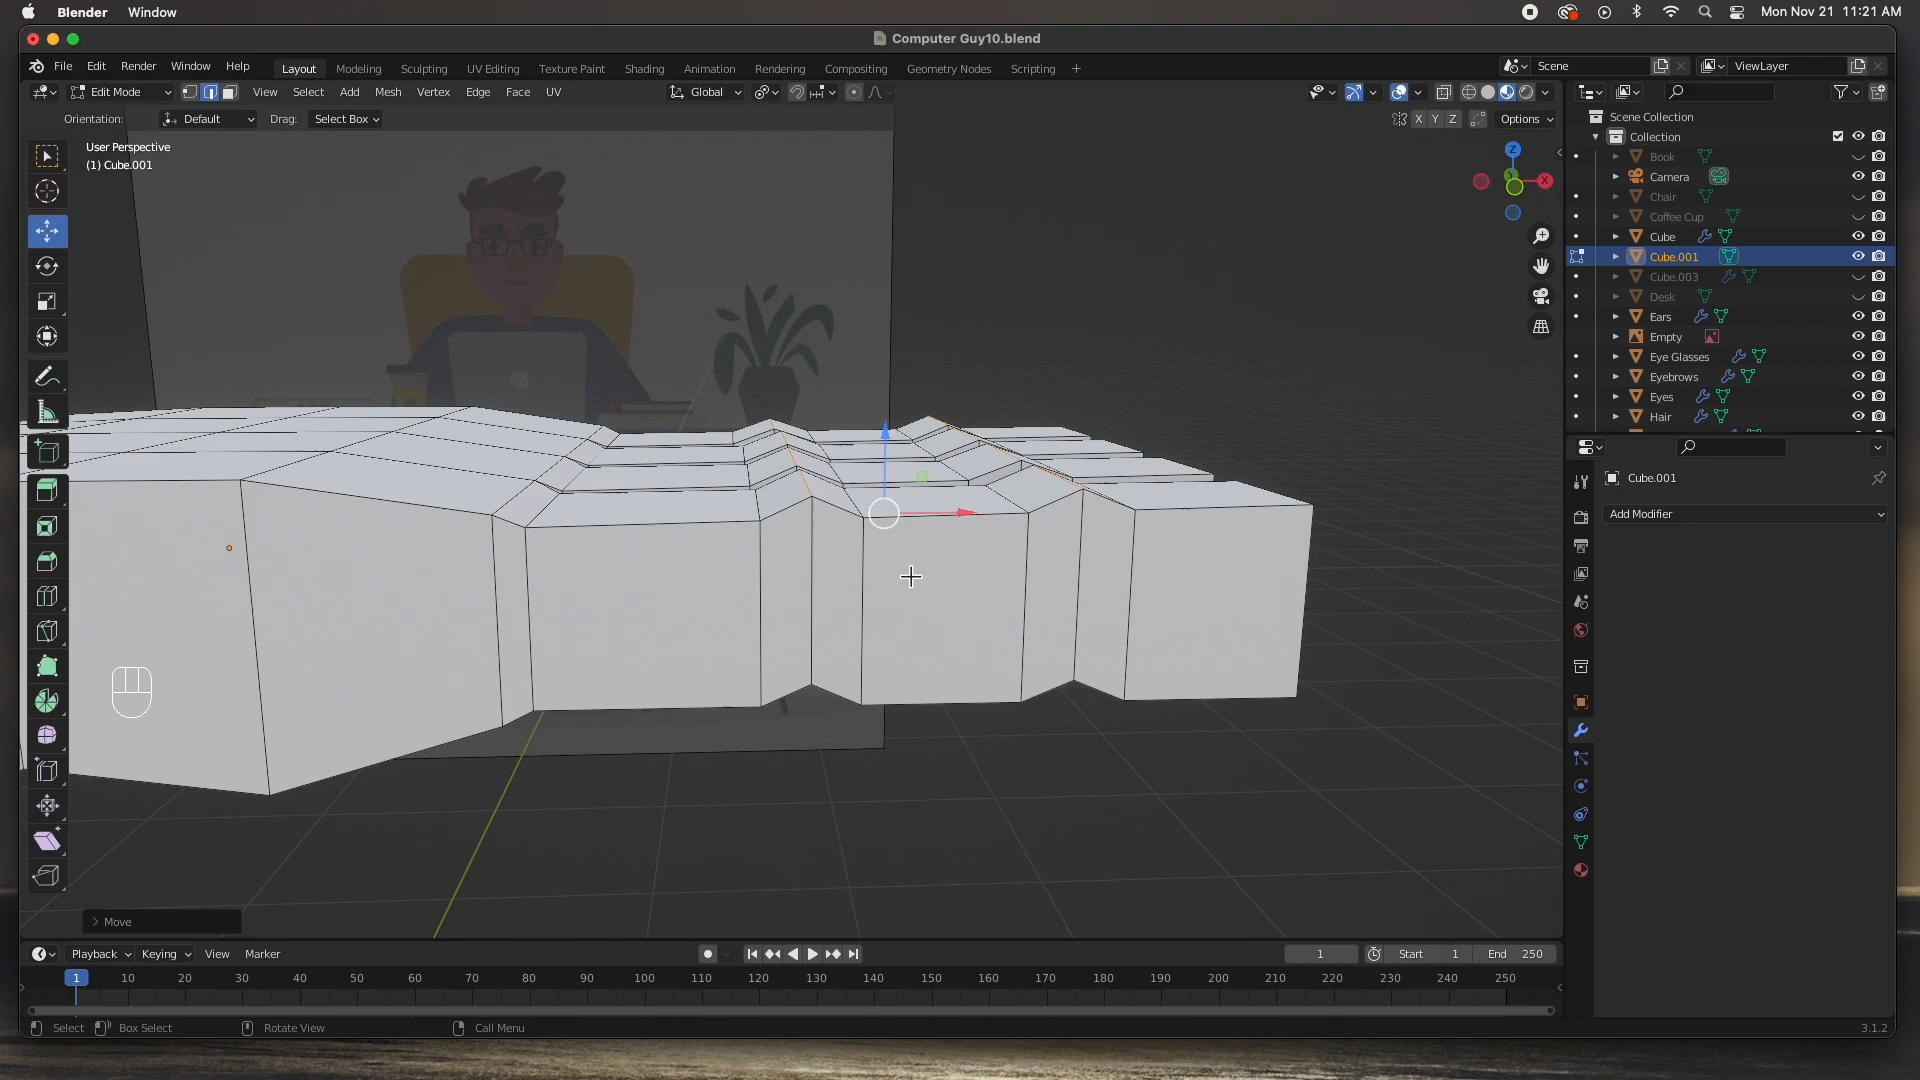 Blender Window Mon Nov 21 11:21 AM
Computer Guy10.blend
File Edit Render Window Help Layout Modeling Sculpting UV Editing Texture Paint Shading Animation Rendering Compositing Geometry Nodes Scripting + Scene ViewLayer
Edit Mode View Select Add Mesh Vertex Edge Face UV Global
Orientation: Default Drag: Select Box X Y Z Options
User Perspective
(1) Cube.001
Z
X
Scene Collection
Collection
Book
Camera
Chair
Coffee Cup
Cube
Cube.001
Cube.003
Desk
Ears
Empty
Eye Glasses
Eyebrows
Eyes
Hair
Cube.001
Add Modifier
Move
Playback Keying View Marker 1 Start 1 End 250
1 10 20 30 40 50 60 70 80 90 100 110 120 130 140 150 160 170 180 190 200 210 220 230 240 250
Select Box Select Rotate View Call Menu 3.1.2